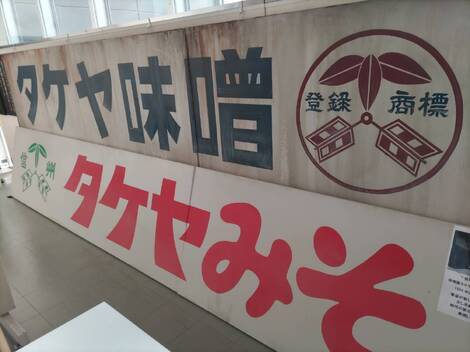 タケヤ味噌
登録 商標
信州
タケヤみそ